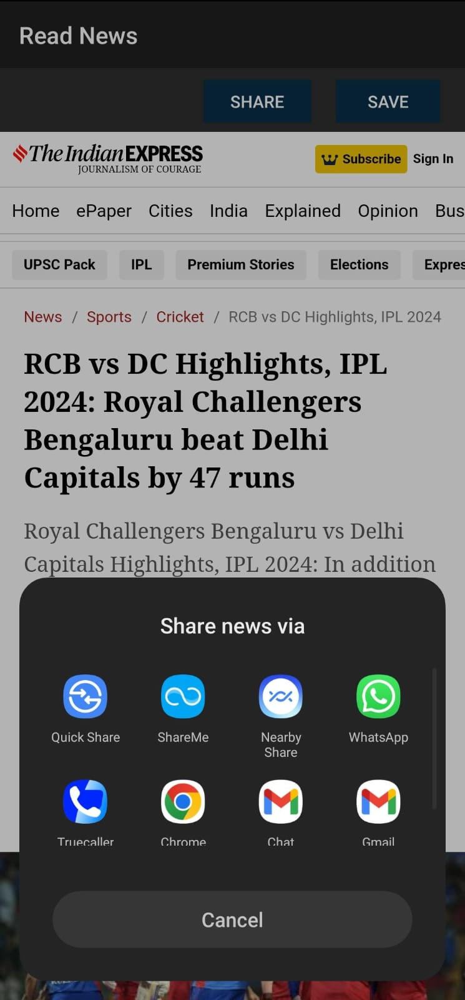 Read News
SHARE SAVE
The Indian EXPRESS
JOURNALISM OF COURAGE
Subscribe Sign In
Home ePaper Cities India Explained Opinion Bus
UPSC Pack IPL Premium Stories Elections Expres
News / Sports / Cricket / RCB vs DC Highlights, IPL 2024
RCB vs DC Highlights, IPL
2024: Royal Challengers
Bengaluru beat Delhi
Capitals by 47 runs
Royal Challengers Bengaluru vs Delhi
Capitals Highlights, IPL 2024: In addition
Share news via
Quick Share ShareMe Nearby WhatsApp
Share
Truecaller Chrome Chat Gmail
Cancel